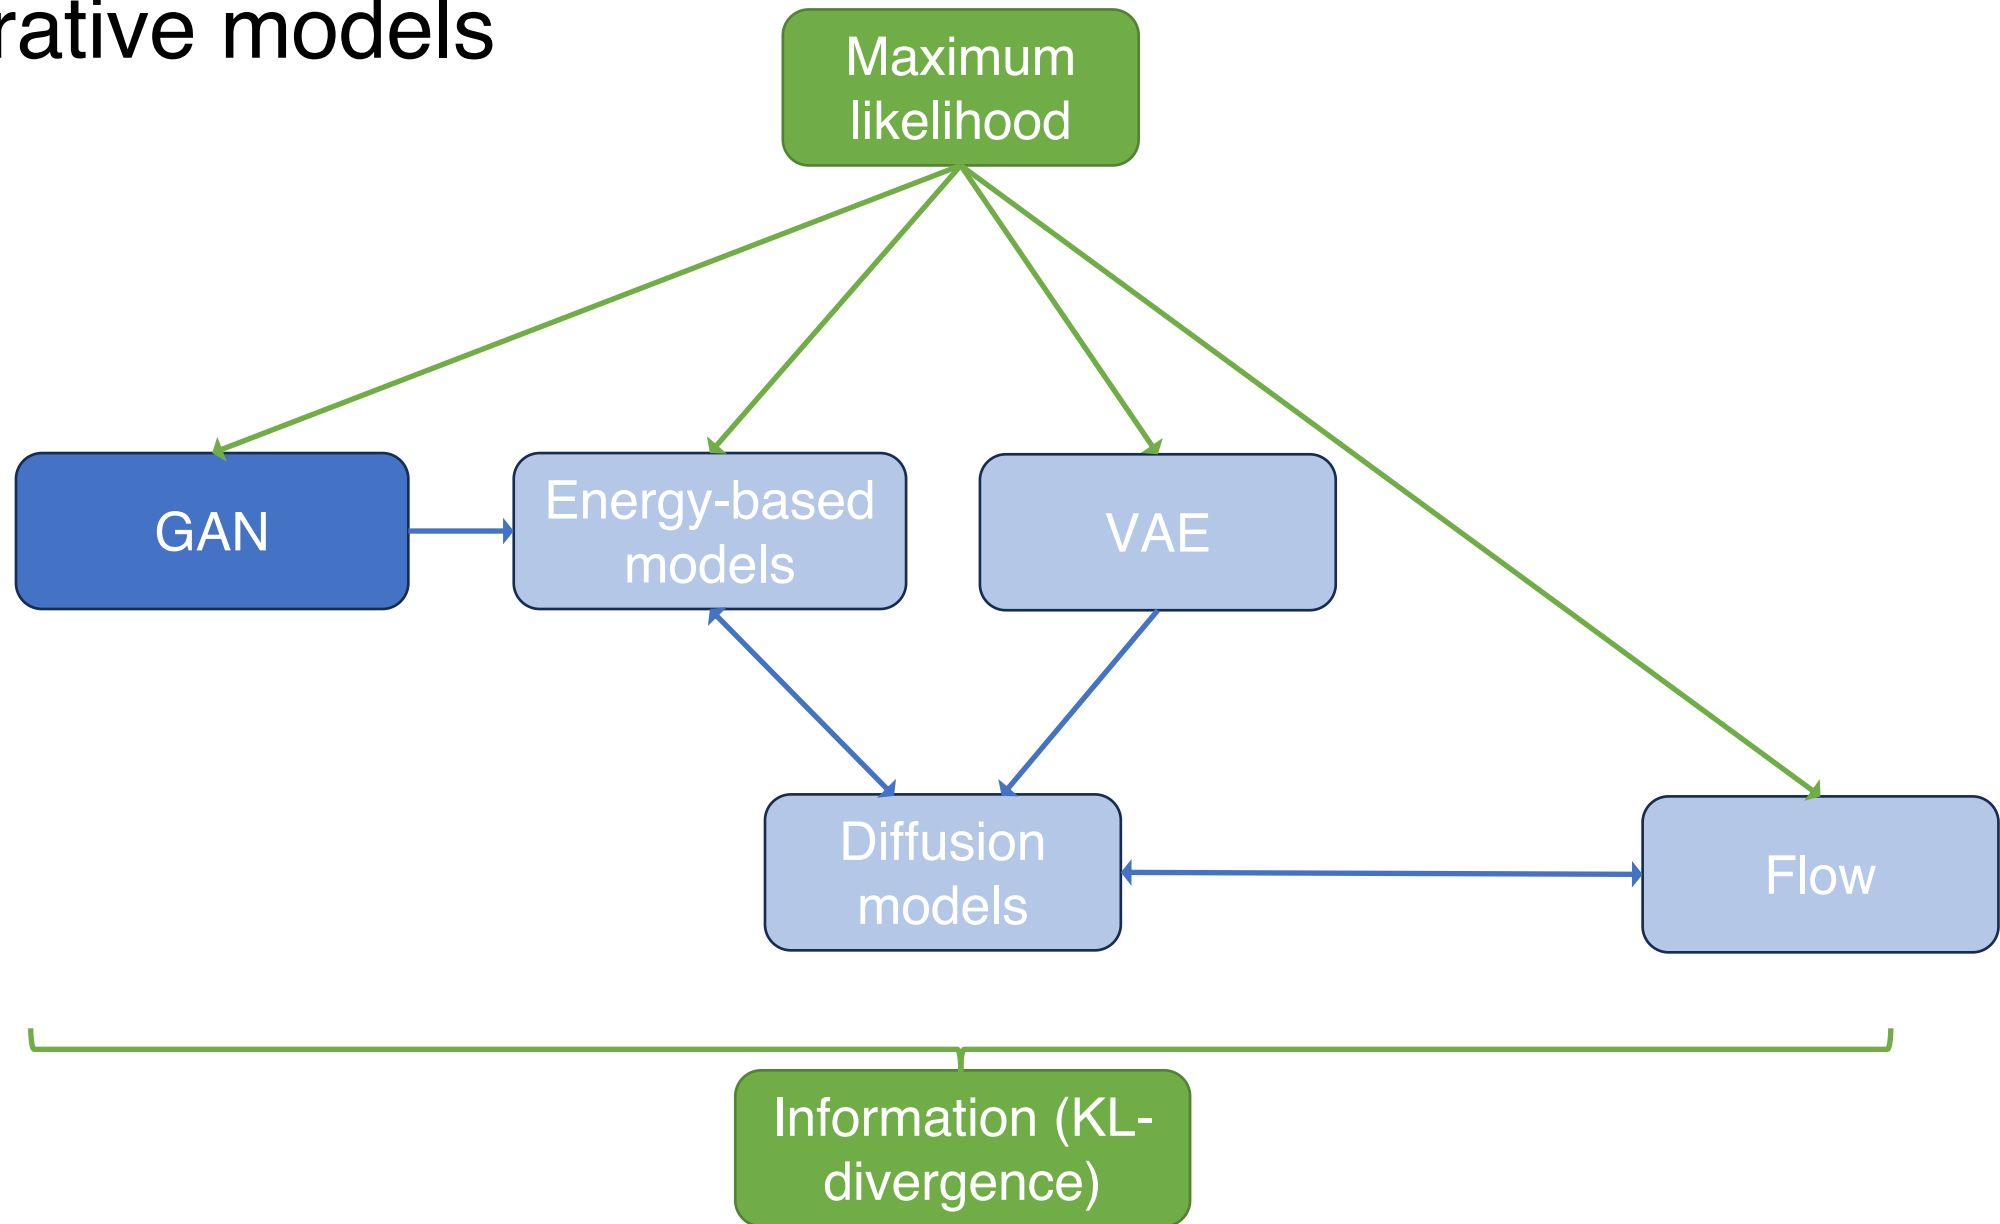 rative models
Maximum
likelihood
GAN
Energy-based
models
VAE
Diffusion
models
Flow
Information (KL-
divergence)